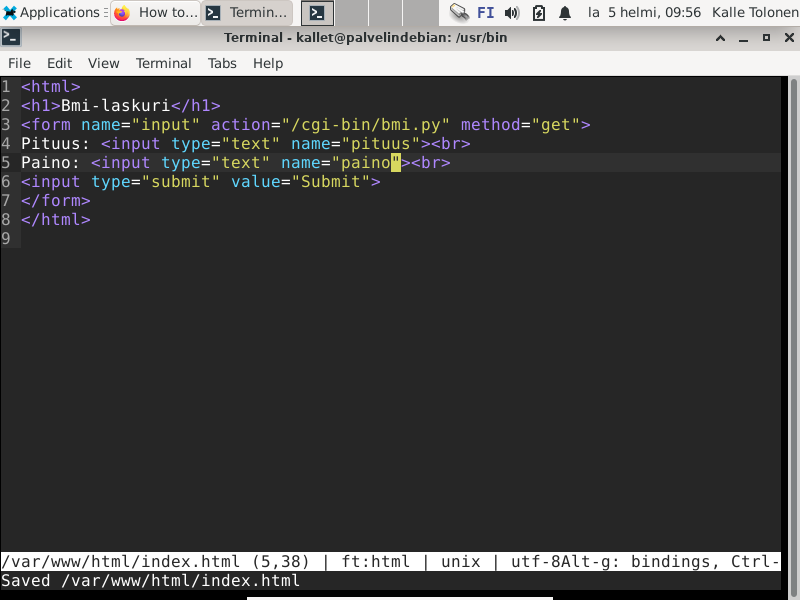 Applications How to... Termin... FI la 5 helmi, 09:56 Kalle Tolonen
Terminal - kallet@palvelindebian: /usr/bin
File Edit View Terminal Tabs Help
1 <html>
2 <h1>Bmi-laskuri</h1>
3 <form name="input" action="/cgi-bin/bmi.py" method="get">
4 Pituus: <input type="text" name="pituus"><br>
5 Paino: <input type="text" name="paino"><br>
6 <input type="submit" value="Submit">
7 </form>
8 </html>
9
/var/www/html/index.html (5,38) | ft:html | unix | utf-8Alt-g: bindings, Ctrl-
Saved /var/www/html/index.html